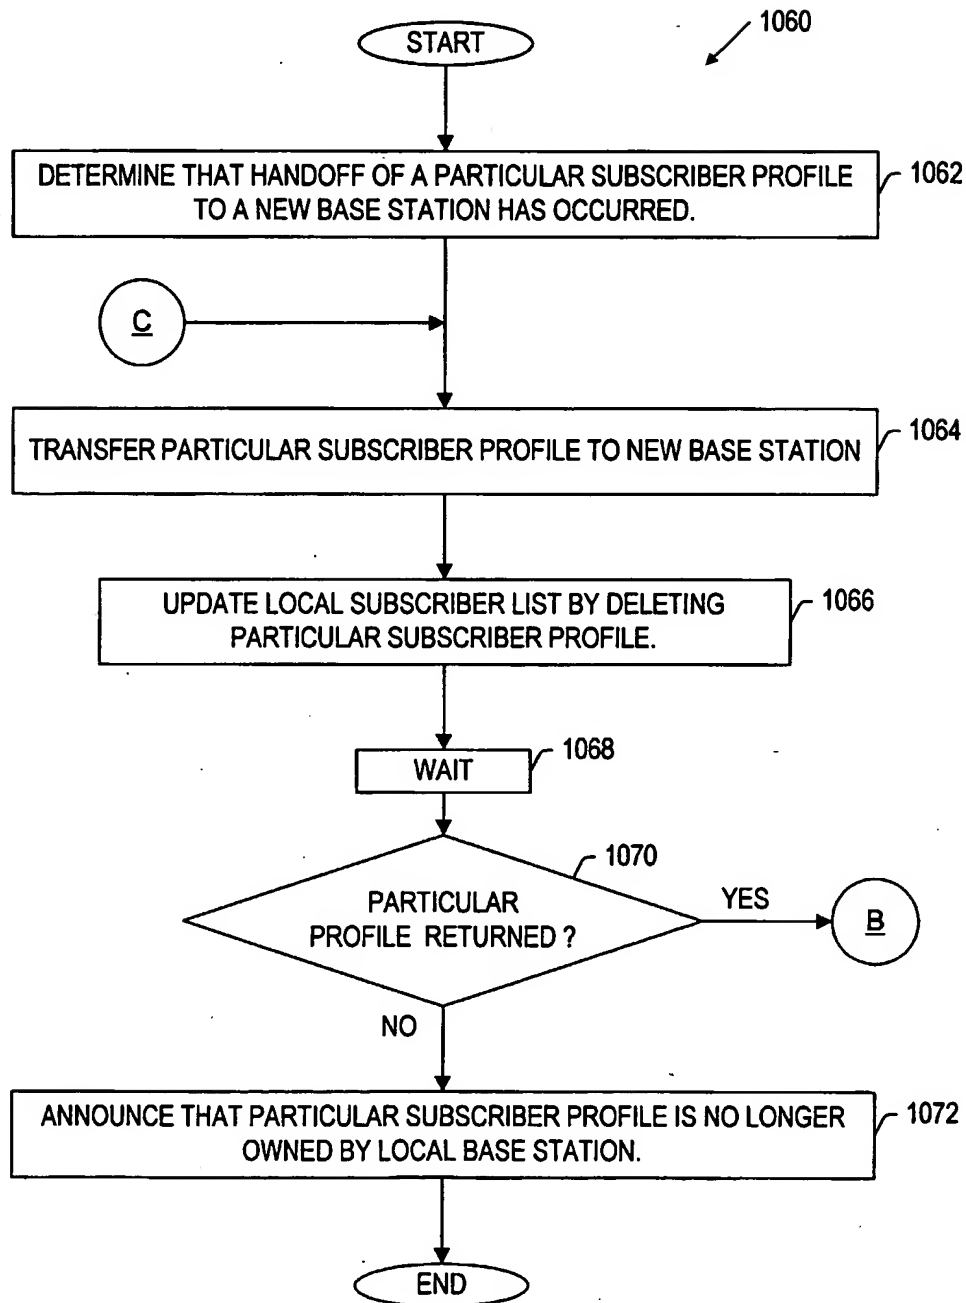 1060
START
DETERMINE THAT HANDOFF OF A PARTICULAR SUBSCRIBER PROFILE
TO A NEW BASE STATION HAS OCCURRED.
1062
C
TRANSFER PARTICULAR SUBSCRIBER PROFILE TO NEW BASE STATION
1064
UPDATE LOCAL SUBSCRIBER LIST BY DELETING
PARTICULAR SUBSCRIBER PROFILE.
1066
WAIT
1068
1070
PARTICULAR
PROFILE RETURNED ?
YES
B
NO
ANNOUNCE THAT PARTICULAR SUBSCRIBER PROFILE IS NO LONGER
OWNED BY LOCAL BASE STATION.
1072
END